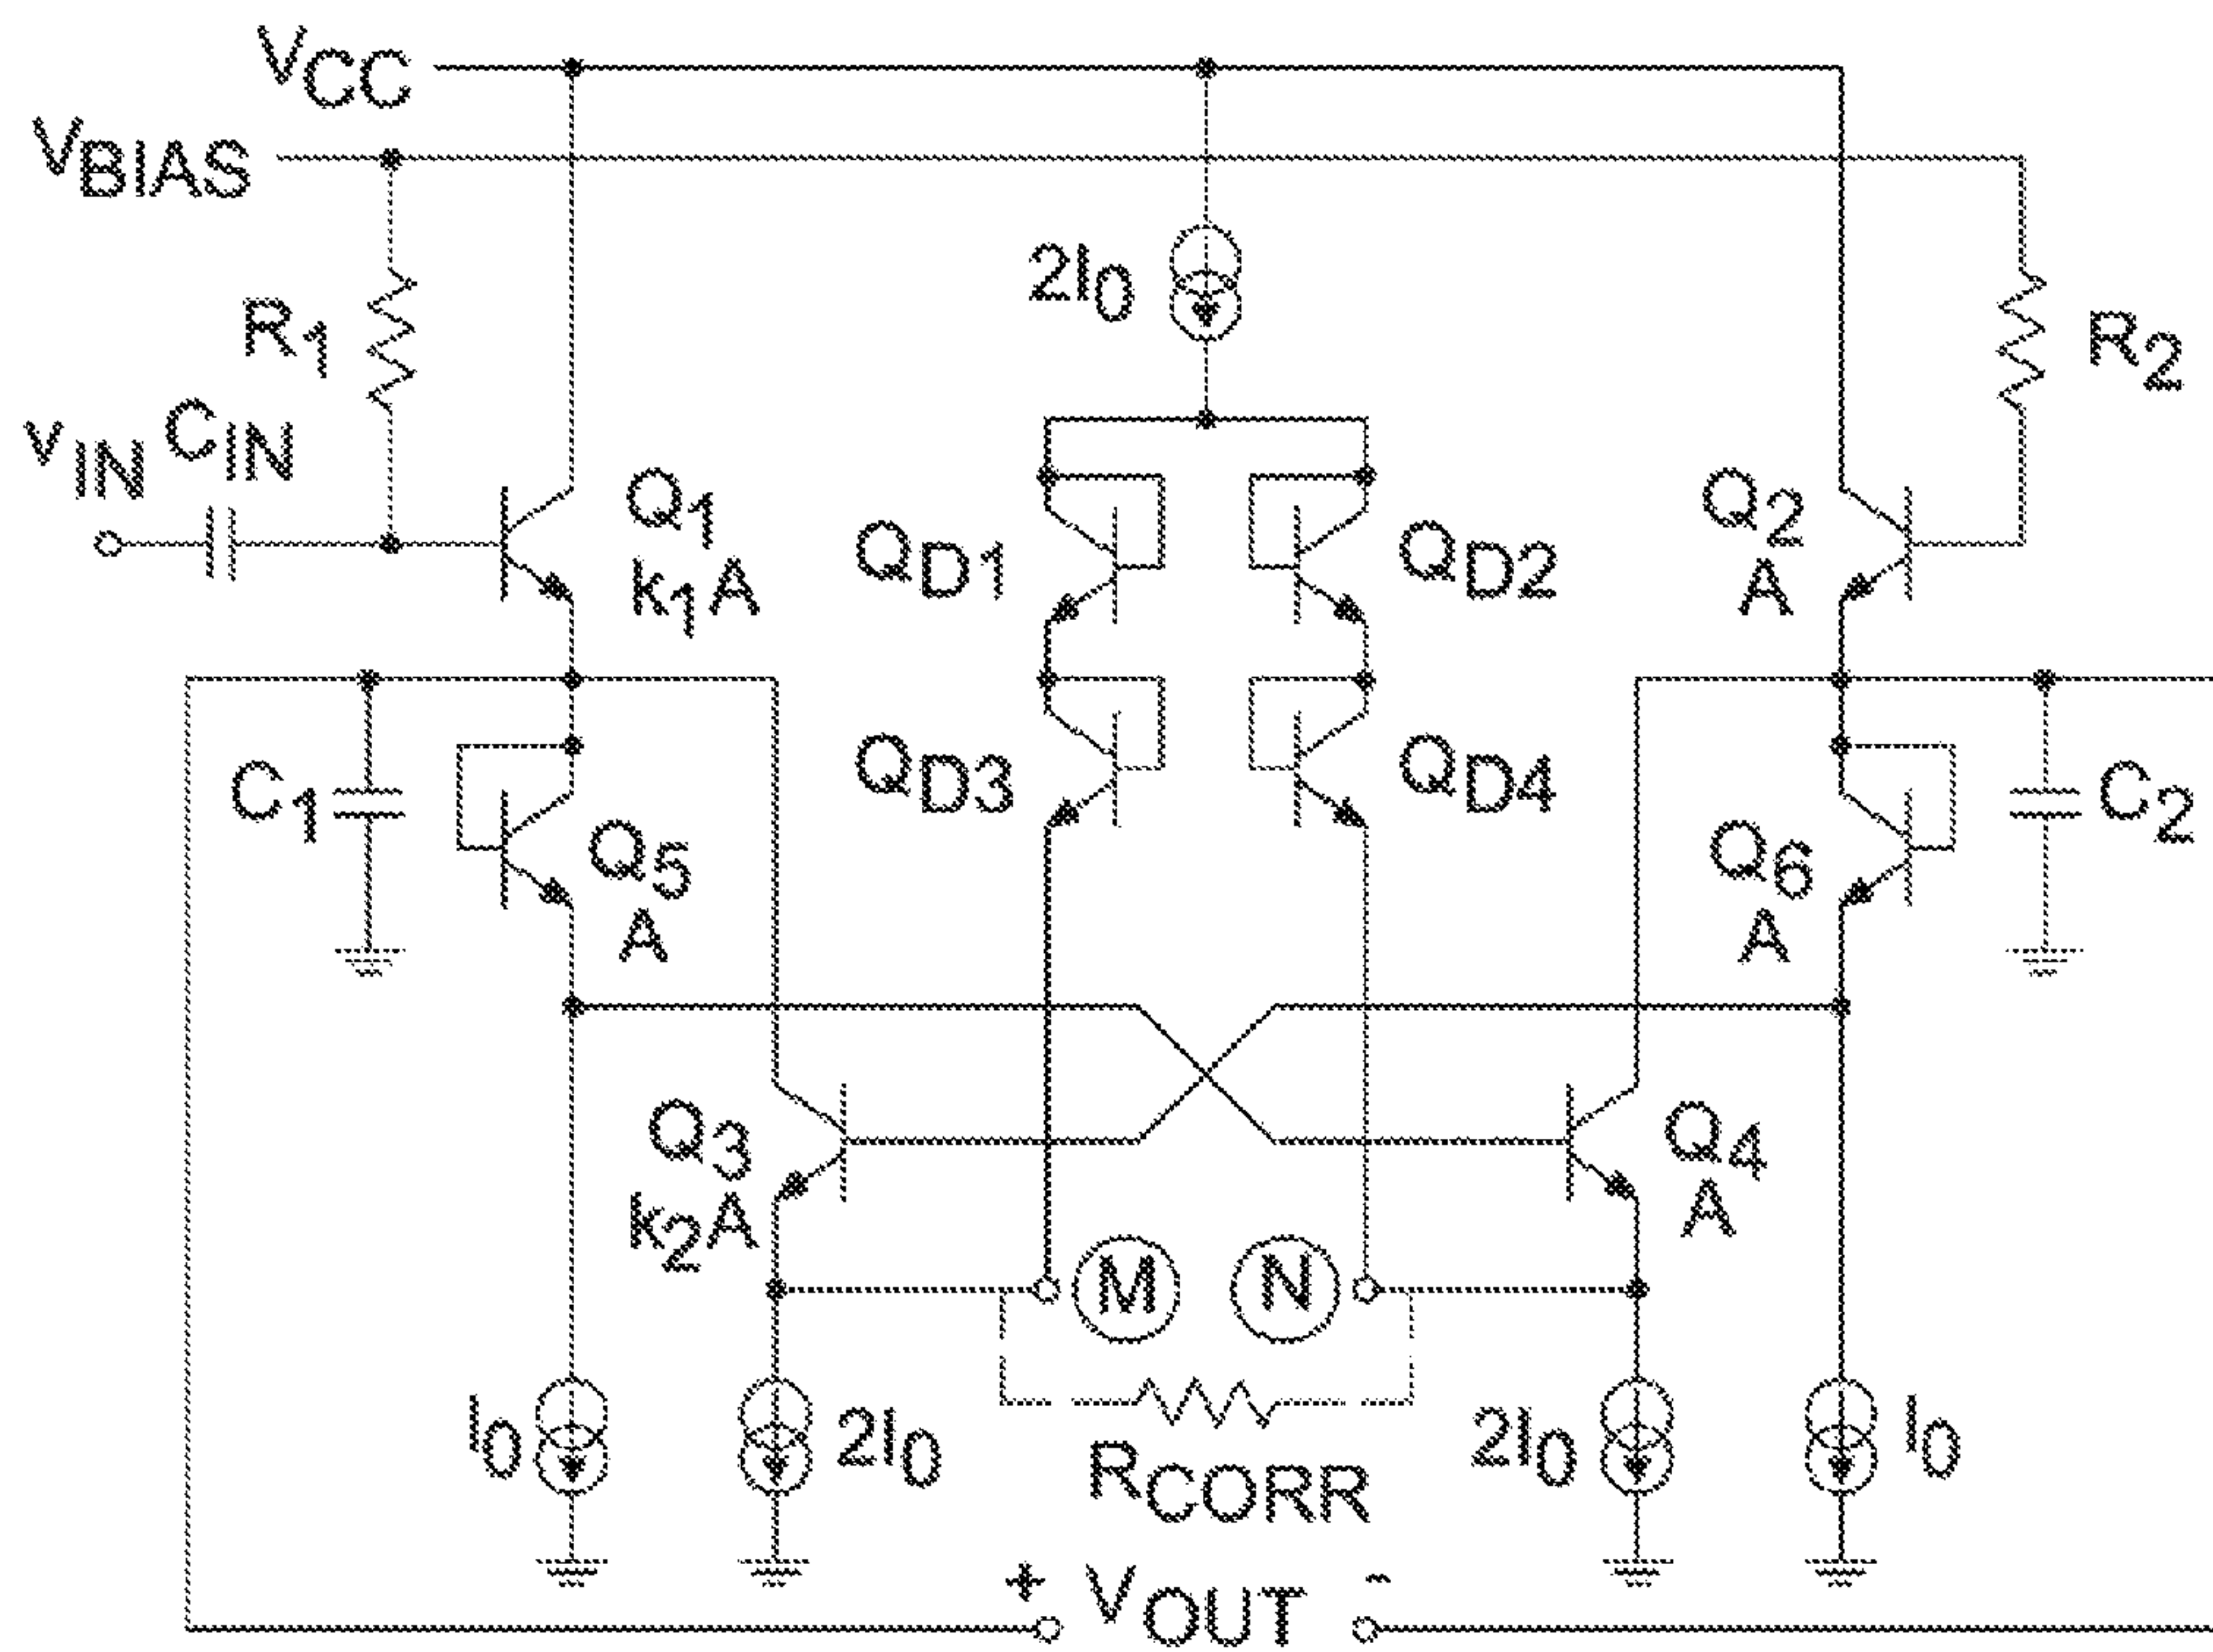 VCC
VBIAS
2I0
R1
R2
vIN CIN
Q1
k1A
QD1
QD2
Q2
A
C1
Q5
A
QD3
QD4
Q6
A
C2
Q3
k2A
Q4
A
M
N
I0
2I0
RCORR
2I0
I0
+ VOUT -